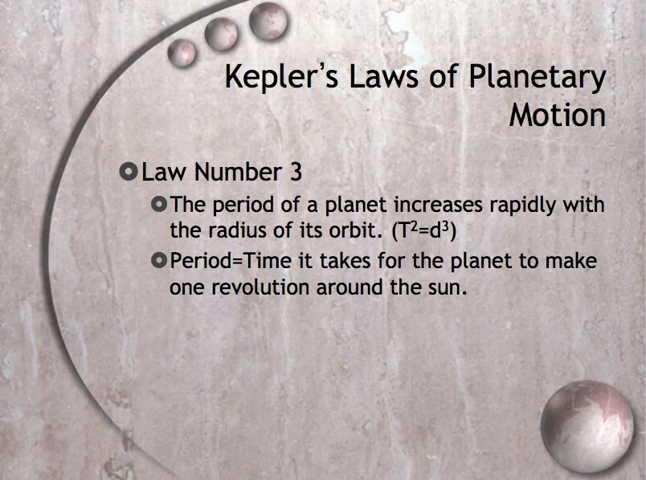 Kepler's Laws of Planetary
Motion
Law Number 3
The period of a planet increases rapidly with
the radius of its orbit. (T²=d³)
Period=Time it takes for the planet to make
one revolution around the sun.